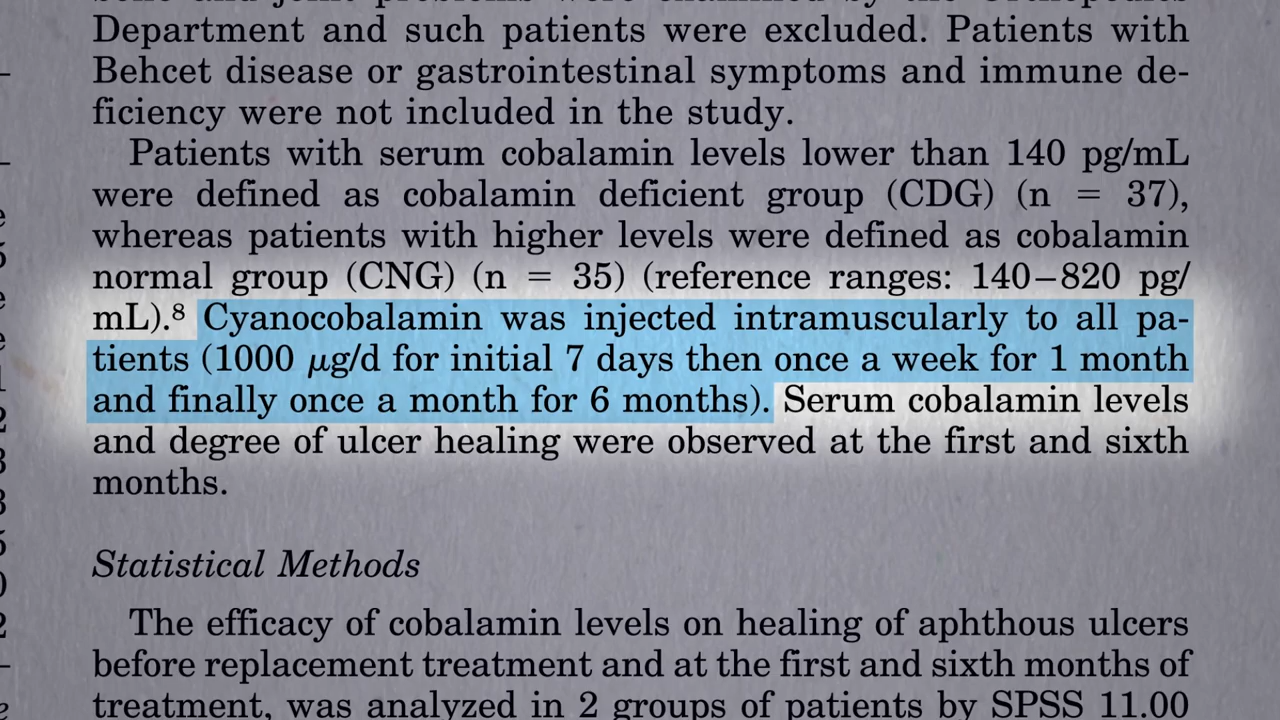 Department and such patients were excluded. Patients with
Behcet disease or gastrointestinal symptoms and immune de-
ficiency were not included in the study.
Patients with serum cobalamin levels lower than 140 pg/mL
were defined as cobalamin deficient group (CDG) (n = 37),
whereas patients with higher levels were defined as cobalamin
normal group (CNG) (n = 35) (reference ranges: 140–820 pg/
mL).⁸ Cyanocobalamin was injected intramuscularly to all pa-
tients (1000 μg/d for initial 7 days then once a week for 1 month
and finally once a month for 6 months). Serum cobalamin levels
and degree of ulcer healing were observed at the first and sixth
months.
Statistical Methods
The efficacy of cobalamin levels on healing of aphthous ulcers
before replacement treatment and at the first and sixth months of
treatment, was analyzed in 2 groups of patients by SPSS 11.00